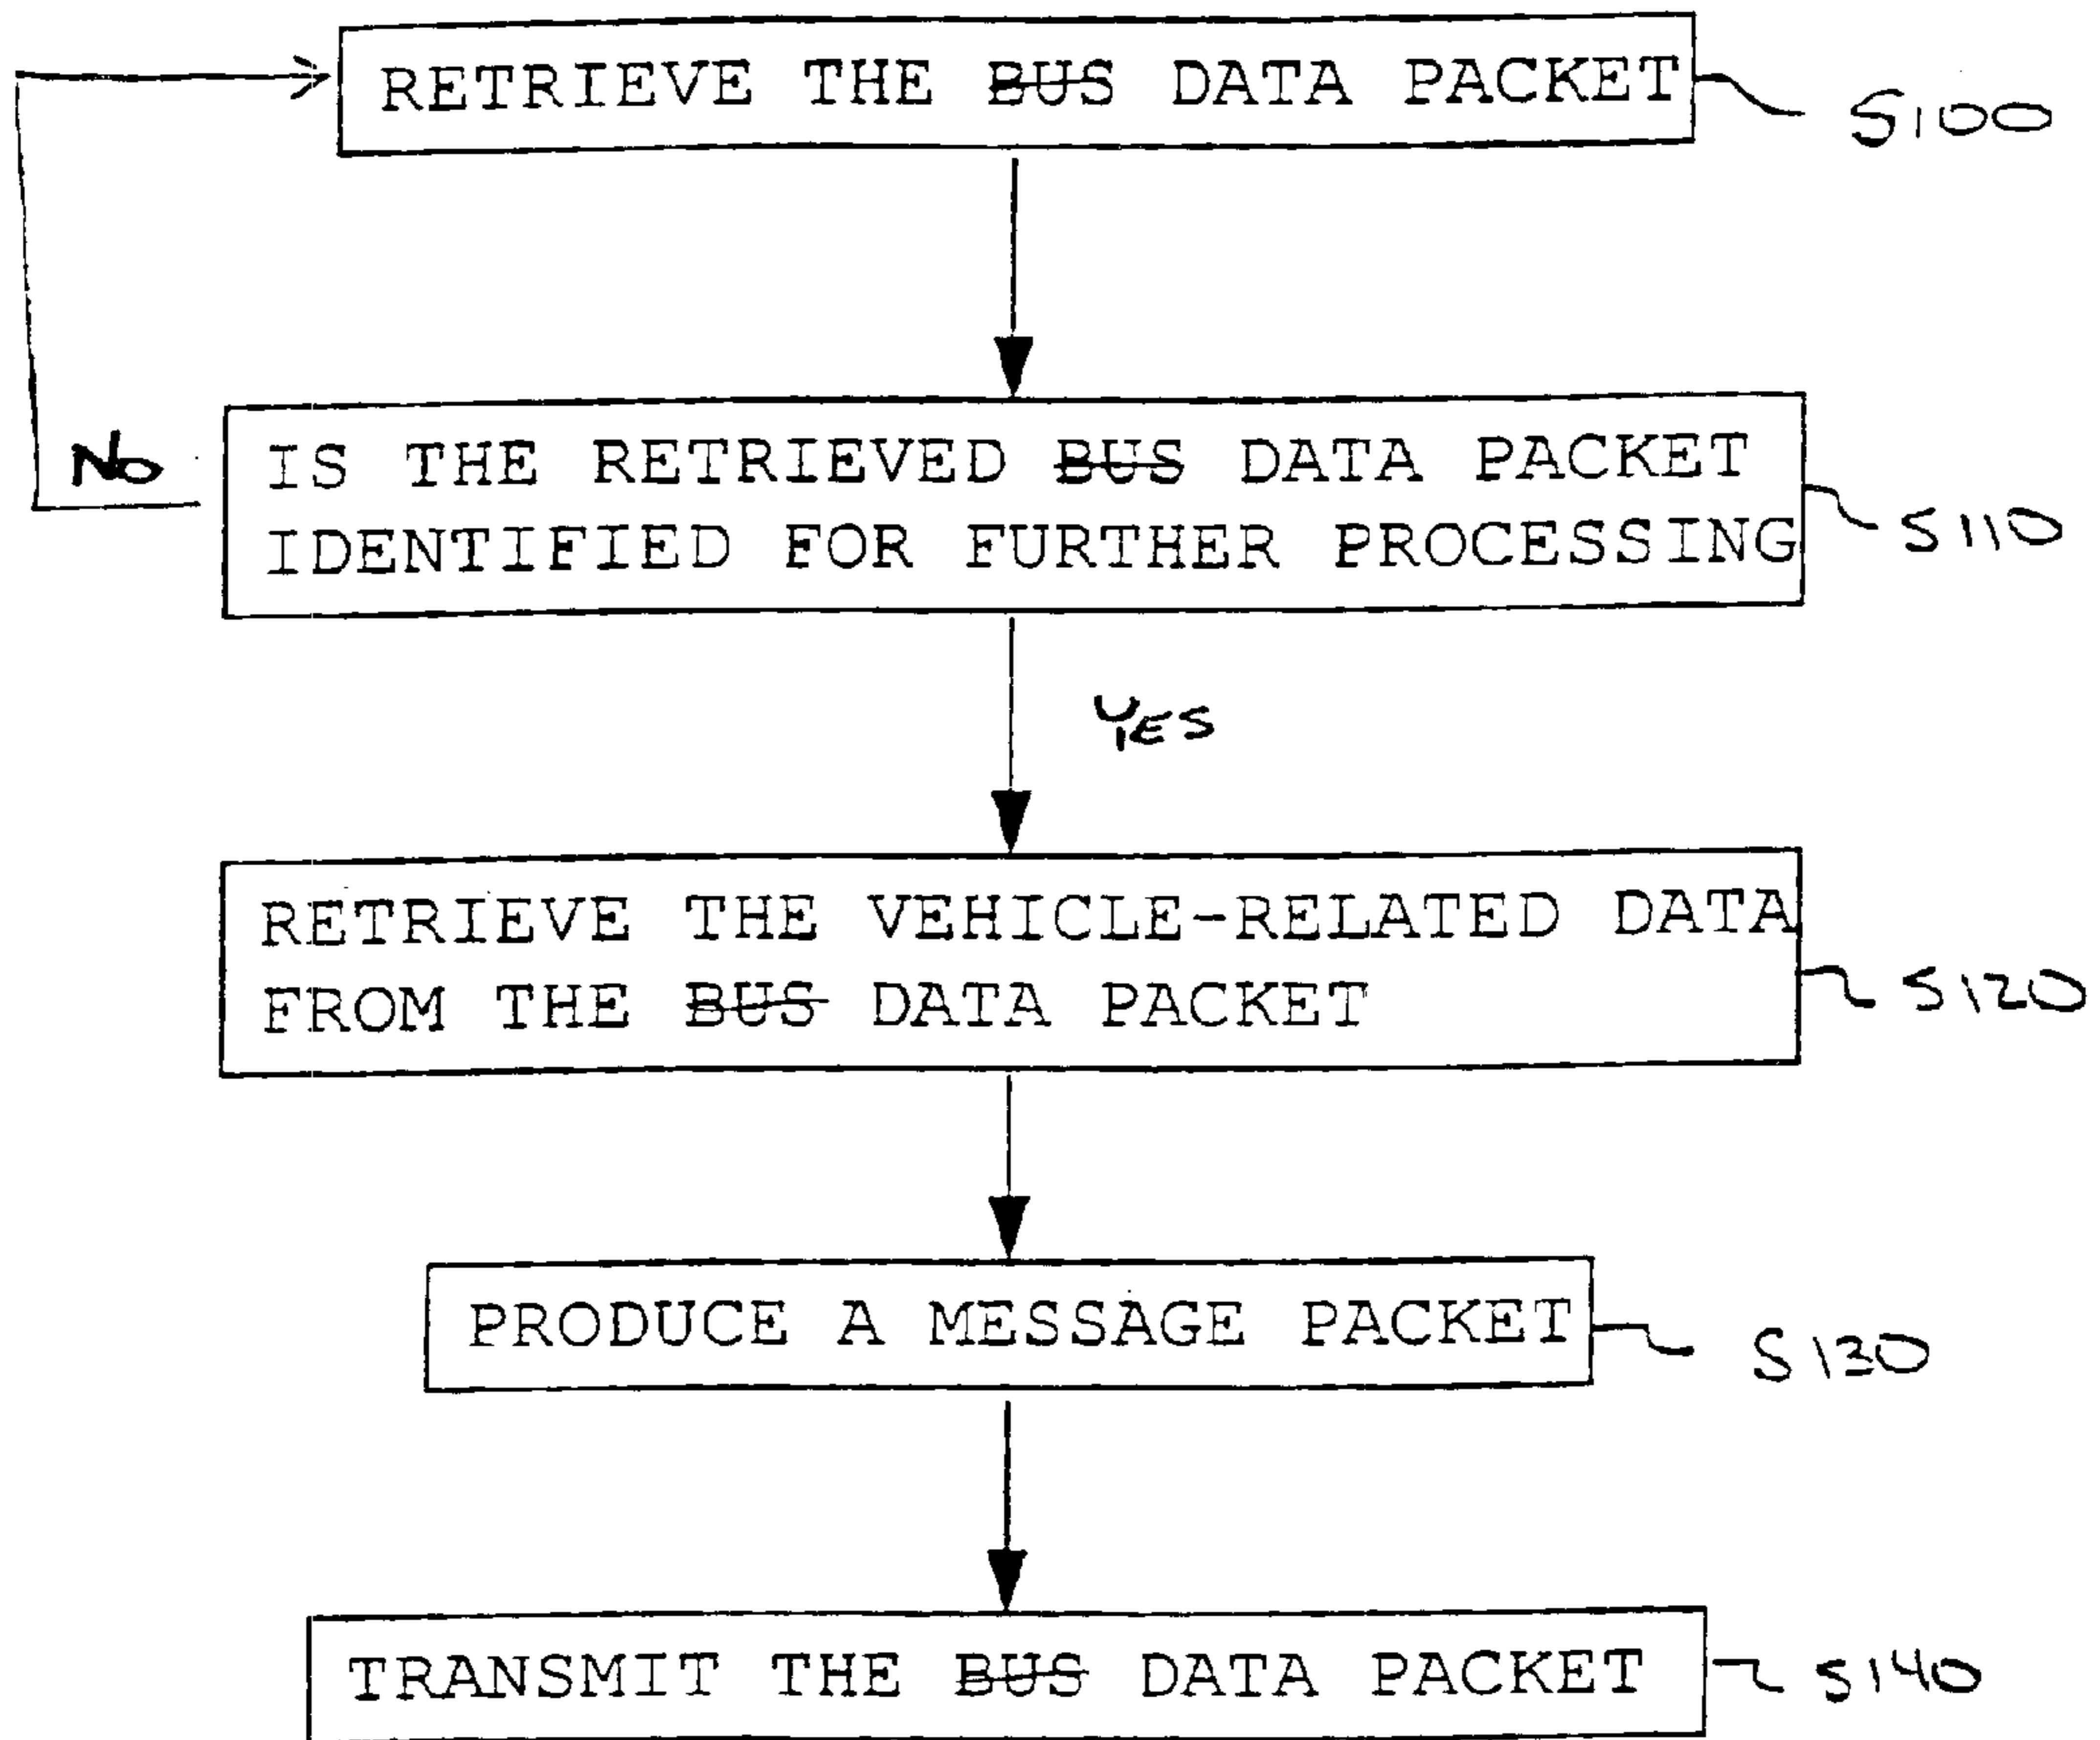 RETRIEVE THE BUS DATA PACKET
S100
IS THE RETRIEVED BUS DATA PACKET
IDENTIFIED FOR FURTHER PROCESSING
No
S110
YES
RETRIEVE THE VEHICLE-RELATED DATA
FROM THE BUS DATA PACKET
S120
PRODUCE A MESSAGE PACKET
S130
TRANSMIT THE BUS DATA PACKET
S140